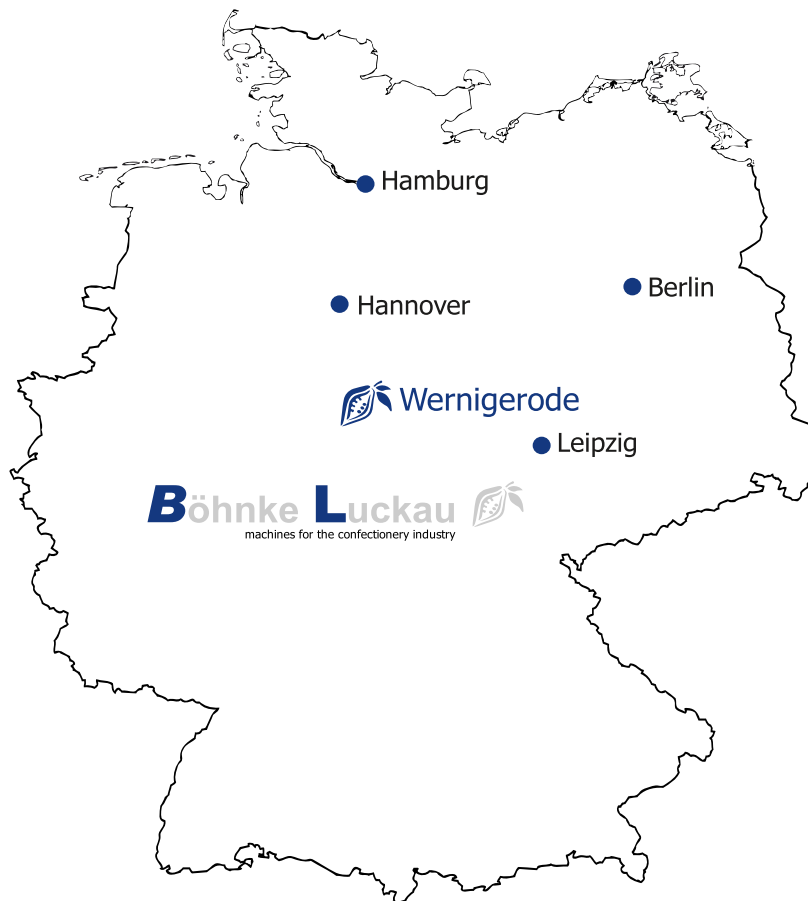 Hamburg
Berlin
Hannover
Wernigerode
Leipzig
Böhnke Luckau
machines for the confectionery industry